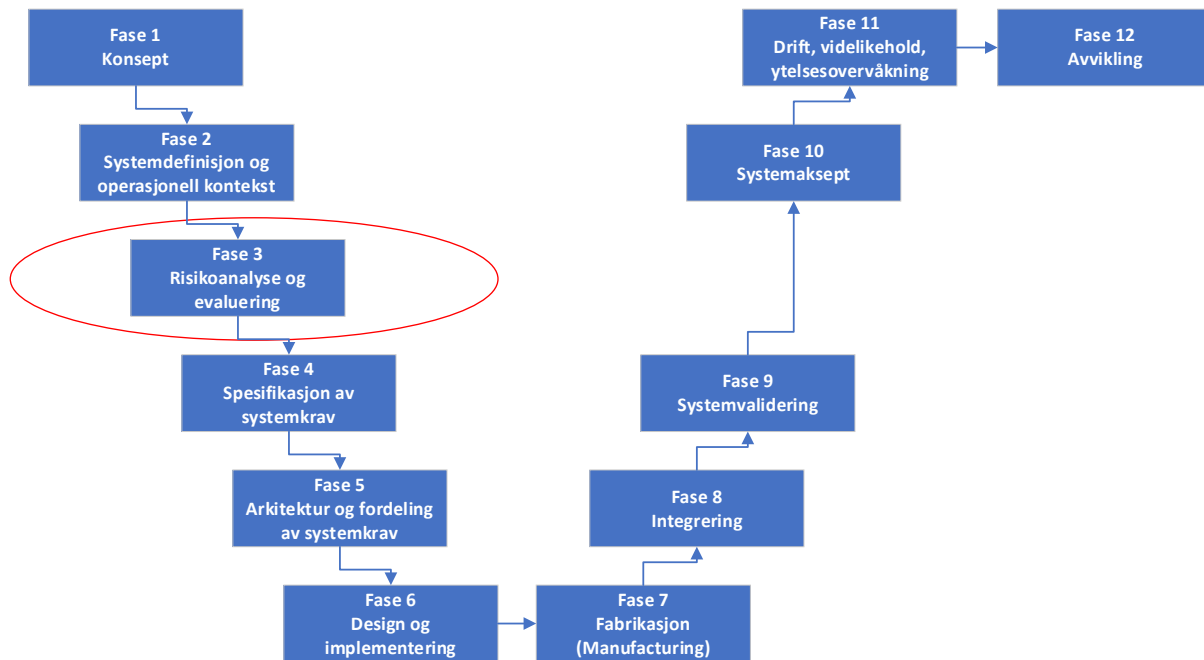 Fase 1
Konsept
Fase 2
Systemdefinisjon og
operasjonell kontekst
Fase 3
Risikoanalyse og
evaluering
Fase 4
Spesifikasjon av
systemkrav
Fase 5
Arkitektur og fordeling
av systemkrav
Fase 6
Design og
implementering
Fase 7
Fabrikasjon
(Manufacturing)
Fase 8
Integrering
Fase 9
Systemvalidering
Fase 10
Systemaksept
Fase 11
Drift, videlikehold,
ytelsesovervåkning
Fase 12
Avvikling